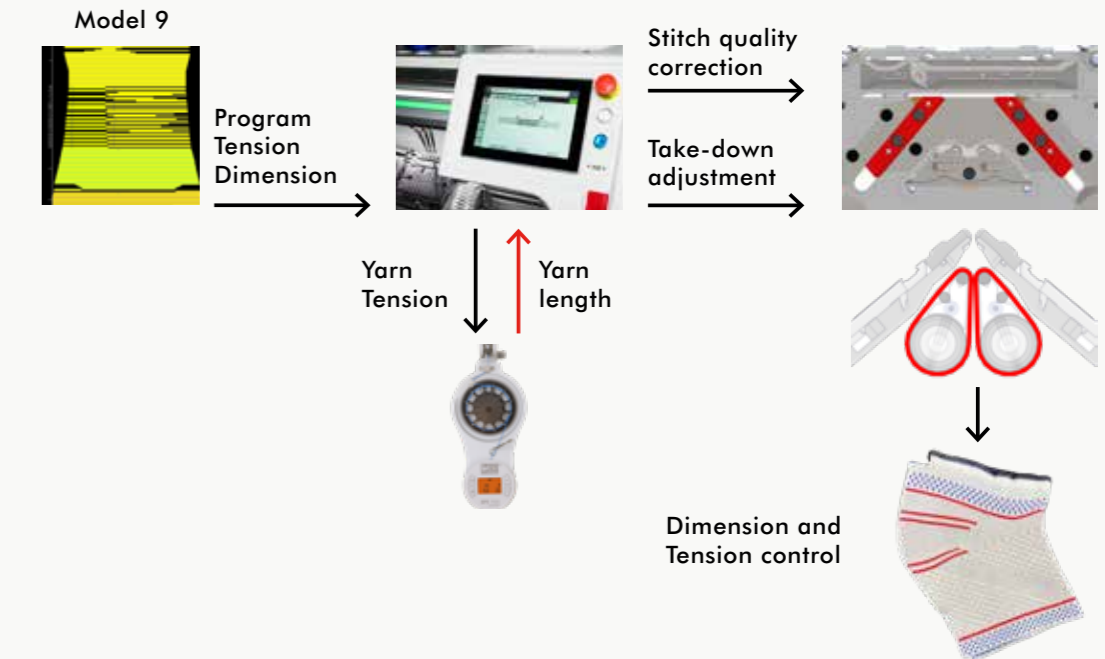 Model 9
Program
Tension
Dimension
Stitch quality
correction
Take-down
adjustment
Yarn
Tension
Yarn
length
Dimension and
Tension control